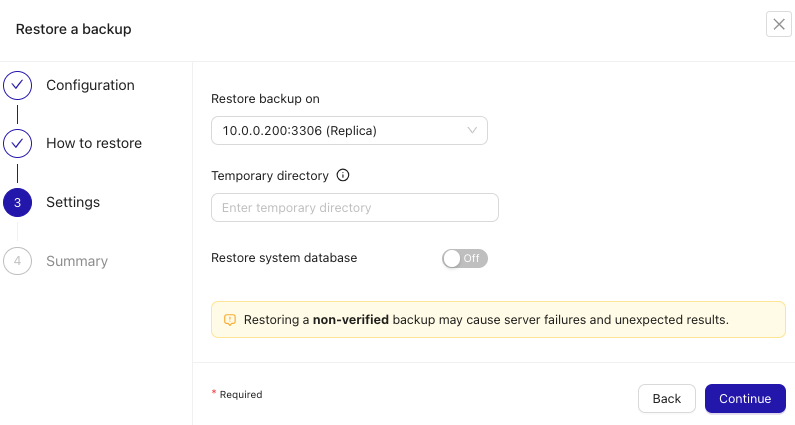 Restore a backup
Configuration
How to restore
3
Settings
4
Summary
Restore backup on
10.0.0.200:3306 (Replica)
Temporary directory
Enter temporary directory
Restore system database
Off
Restoring a non-verified backup may cause server failures and unexpected results.
* Required
Back
Continue